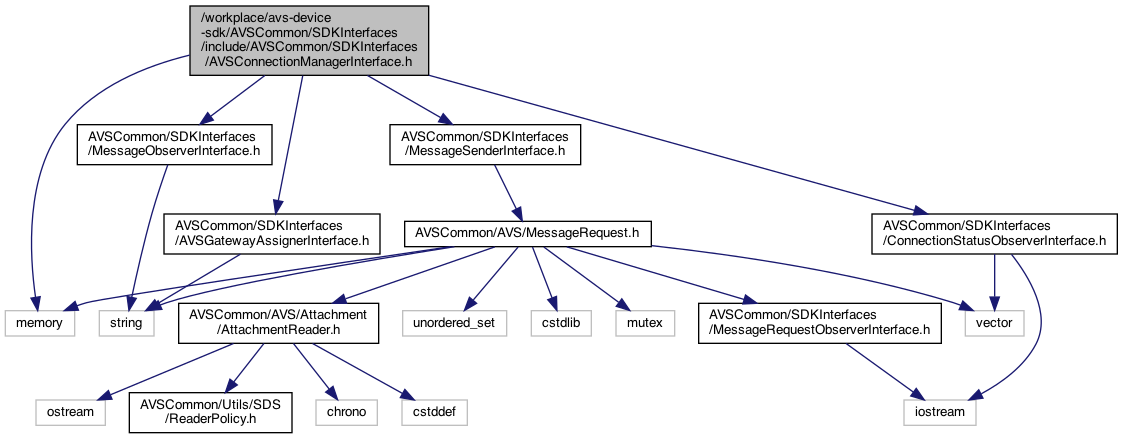 /workplace/avs-device
-sdk/AVSCommon/SDKInterfaces
/include/AVSCommon/SDKInterfaces
/AVSConnectionManagerInterface.h
AVSCommon/SDKInterfaces
/MessageObserverInterface.h
AVSCommon/SDKInterfaces
/MessageSenderInterface.h
AVSCommon/SDKInterfaces
/AVSGatewayAssignerInterface.h
AVSCommon/AVS/MessageRequest.h
AVSCommon/SDKInterfaces
/ConnectionStatusObserverInterface.h
memory
string
AVSCommon/AVS/Attachment
/AttachmentReader.h
unordered_set
cstdlib
mutex
AVSCommon/SDKInterfaces
/MessageRequestObserverInterface.h
vector
ostream
AVSCommon/Utils/SDS
/ReaderPolicy.h
chrono
cstddef
iostream